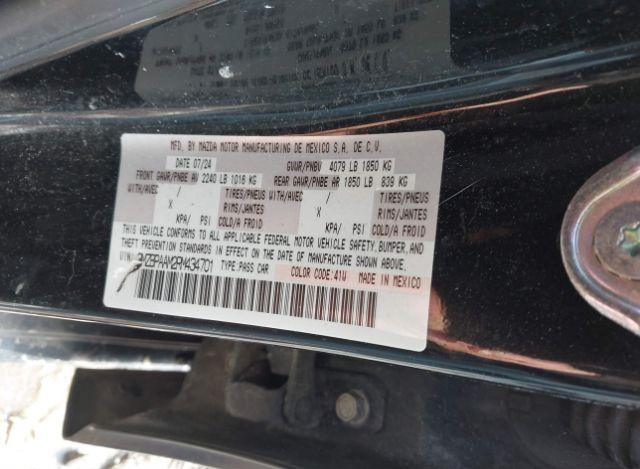 MFD. BY MAZDA MOTOR MANUFACTURING DE MEXICO S.A. DE C.V.
DATE 07/24 GVWR/PNBV 4079 LB 1850 KG
FRONT GAWR/PNBE AV 2240 LB 1016 KG REAR GAWR/PNBE AR 1850 LB 839 KG
WITH/AVEC / TIRES/PNEUS WITH/AVEC / TIRES/PNEUS
X RIMS/JANTES X RIMS/JANTES
KPA/ PSI COLD/A FROID KPA/ PSI COLD/A FROID
THIS VEHICLE CONFORMS TO ALL APPLICABLE FEDERAL MOTOR VEHICLE SAFETY, BUMPER, AND
THEFT PREVENTION STANDARDS IN EFFECT ON THE DATE OF MANUFACTURE SHOWN ABOVE.
VIN: TYPE: PASS CAR COLOR CODE: 41U MADE IN MEXICO